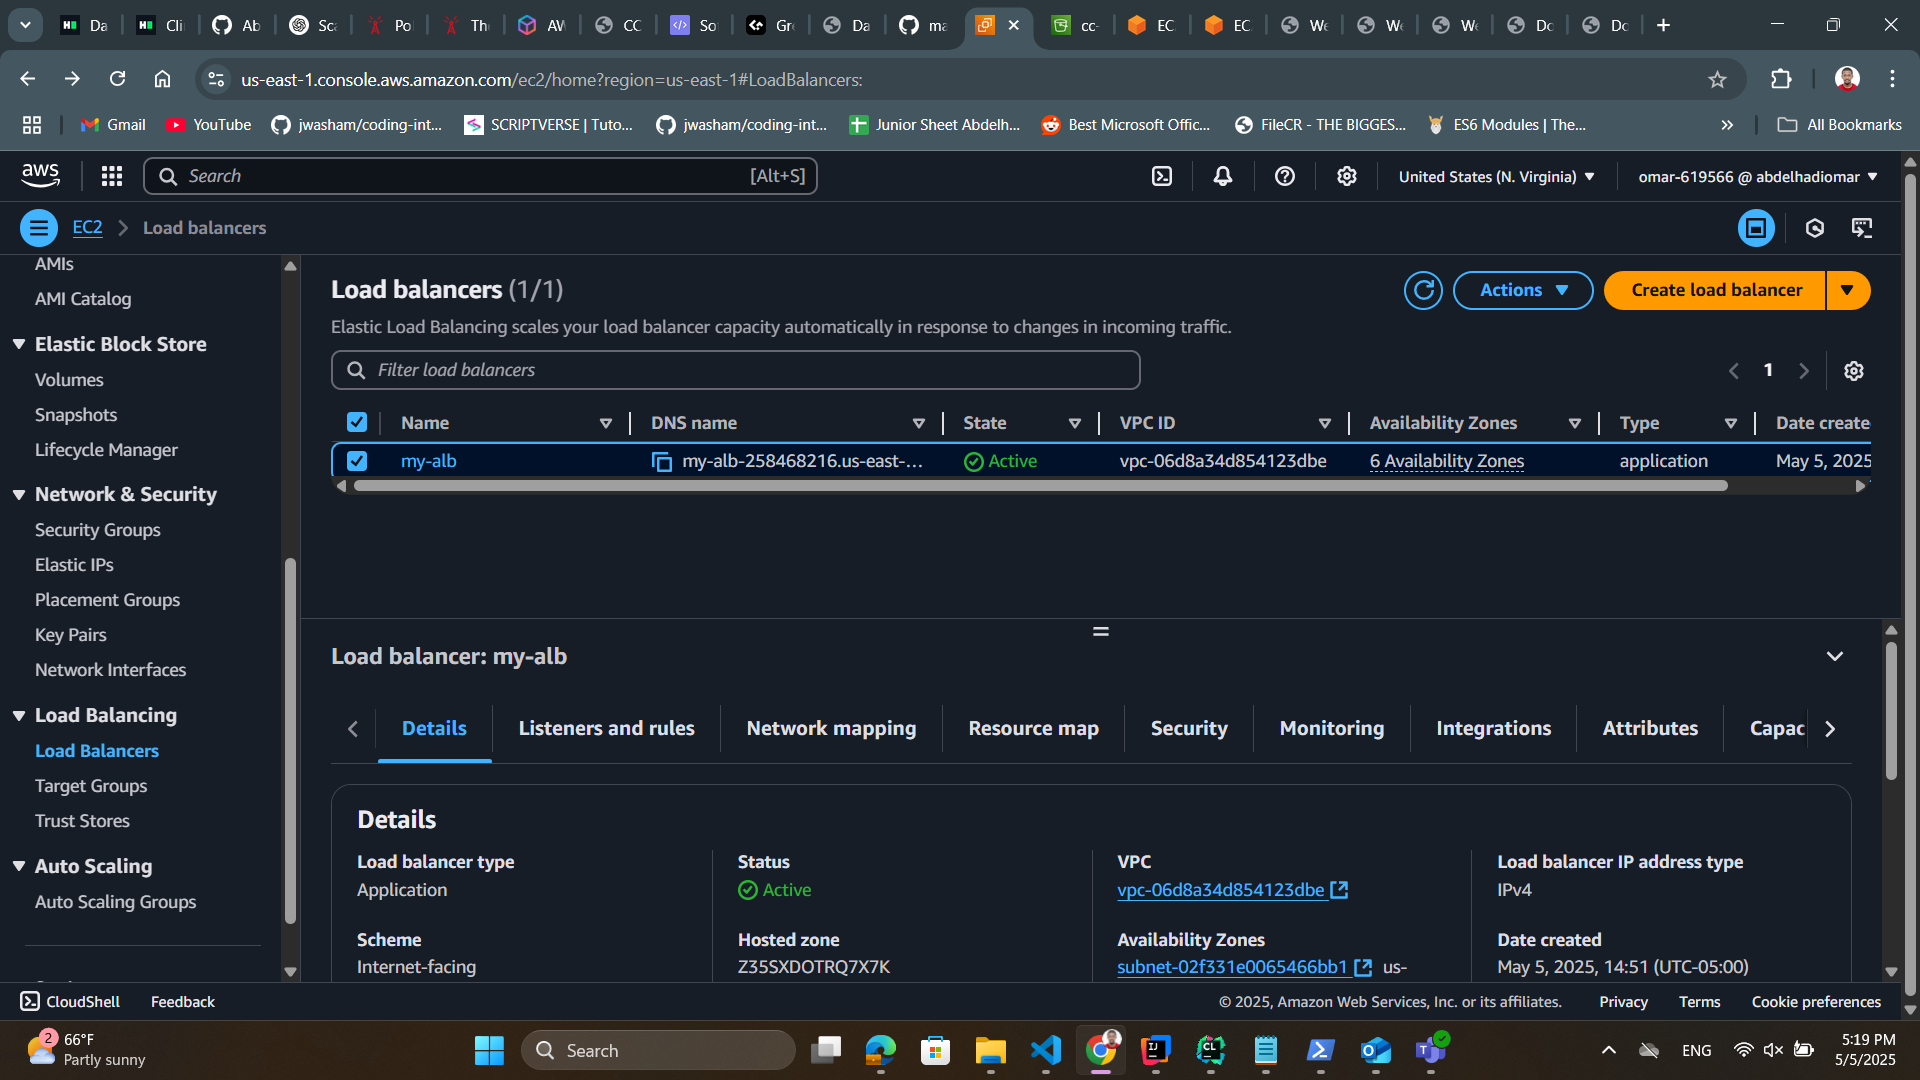 Da
Cli
Ab
Sca
Po
The
AW
CC
So
Gr
Da
ma
cc-
EC
EC
We
We
We
Do
Do
us-east-1.console.aws.amazon.com/ec2/home?region=us-east-1#LoadBalancers:
Gmail
YouTube
jwasham/coding-int...
SCRIPTVERSE | Tuto...
jwasham/coding-int...
Junior Sheet Abdelh...
Best Microsoft Offic...
FileCR - THE BIGGES...
ES6 Modules | The...
All Bookmarks
aws
Search
[Alt+S]
United States (N. Virginia)
omar-619566 @ abdelhadiomar
EC2
Load balancers
AMIs
AMI Catalog
Elastic Block Store
Volumes
Snapshots
Lifecycle Manager
Network & Security
Security Groups
Elastic IPs
Placement Groups
Key Pairs
Network Interfaces
Load Balancing
Load Balancers
Target Groups
Trust Stores
Auto Scaling
Auto Scaling Groups
Load balancers (1/1)
Actions
Create load balancer
Elastic Load Balancing scales your load balancer capacity automatically in response to changes in incoming traffic.
Filter load balancers
1
Name
DNS name
State
VPC ID
Availability Zones
Type
Date create
my-alb
my-alb-258468216.us-east-...
Active
vpc-06d8a34d854123dbe
6 Availability Zones
application
May 5, 2025
Load balancer: my-alb
Details
Listeners and rules
Network mapping
Resource map
Security
Monitoring
Integrations
Attributes
Capac
Details
Load balancer type
Application
Status
Active
VPC
vpc-06d8a34d854123dbe
Load balancer IP address type
IPv4
Scheme
Internet-facing
Hosted zone
Z35SXDOTRQ7X7K
Availability Zones
subnet-02f331e0065466bb1 us-
Date created
May 5, 2025, 14:51 (UTC-05:00)
CloudShell
Feedback
© 2025, Amazon Web Services, Inc. or its affiliates.
Privacy
Terms
Cookie preferences
2
66°F
Partly sunny
Search
ENG
5:19 PM
5/5/2025